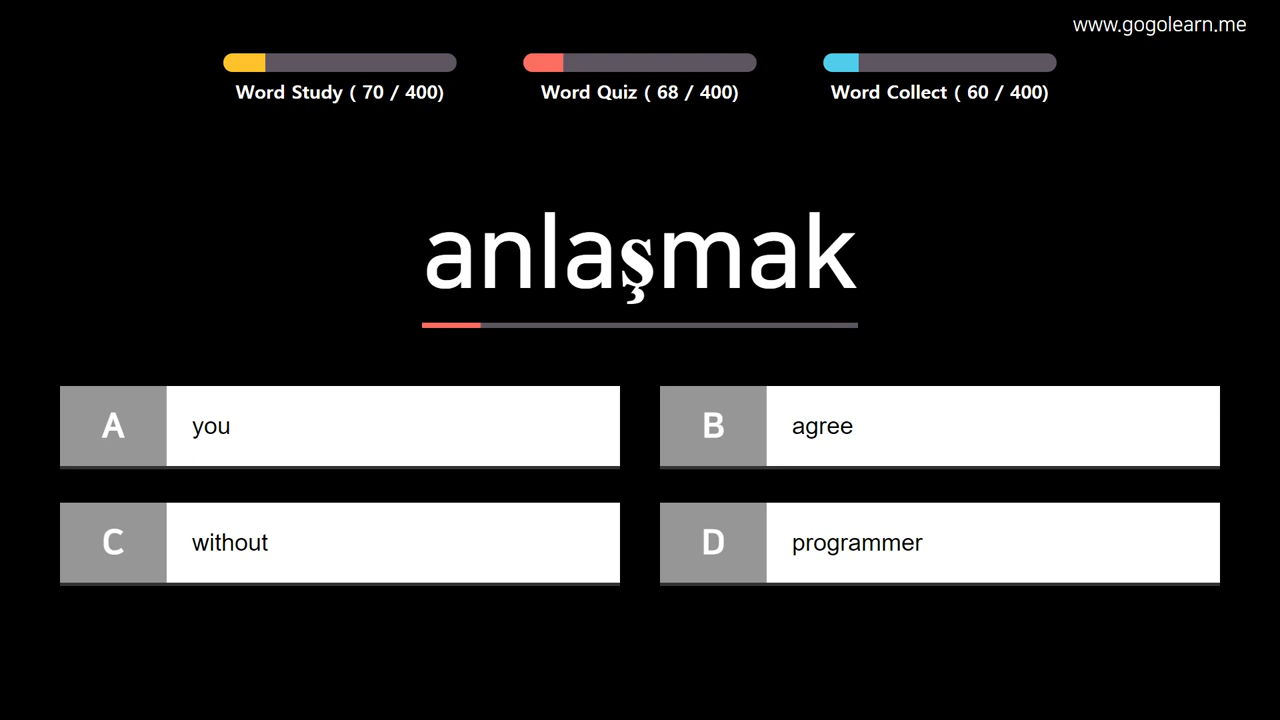 www.gogolearn.me
Word Study ( 70 / 400)
Word Quiz ( 68 / 400)
Word Collect ( 60 / 400)
anlaşmak
A you
B agree
C without
D programmer